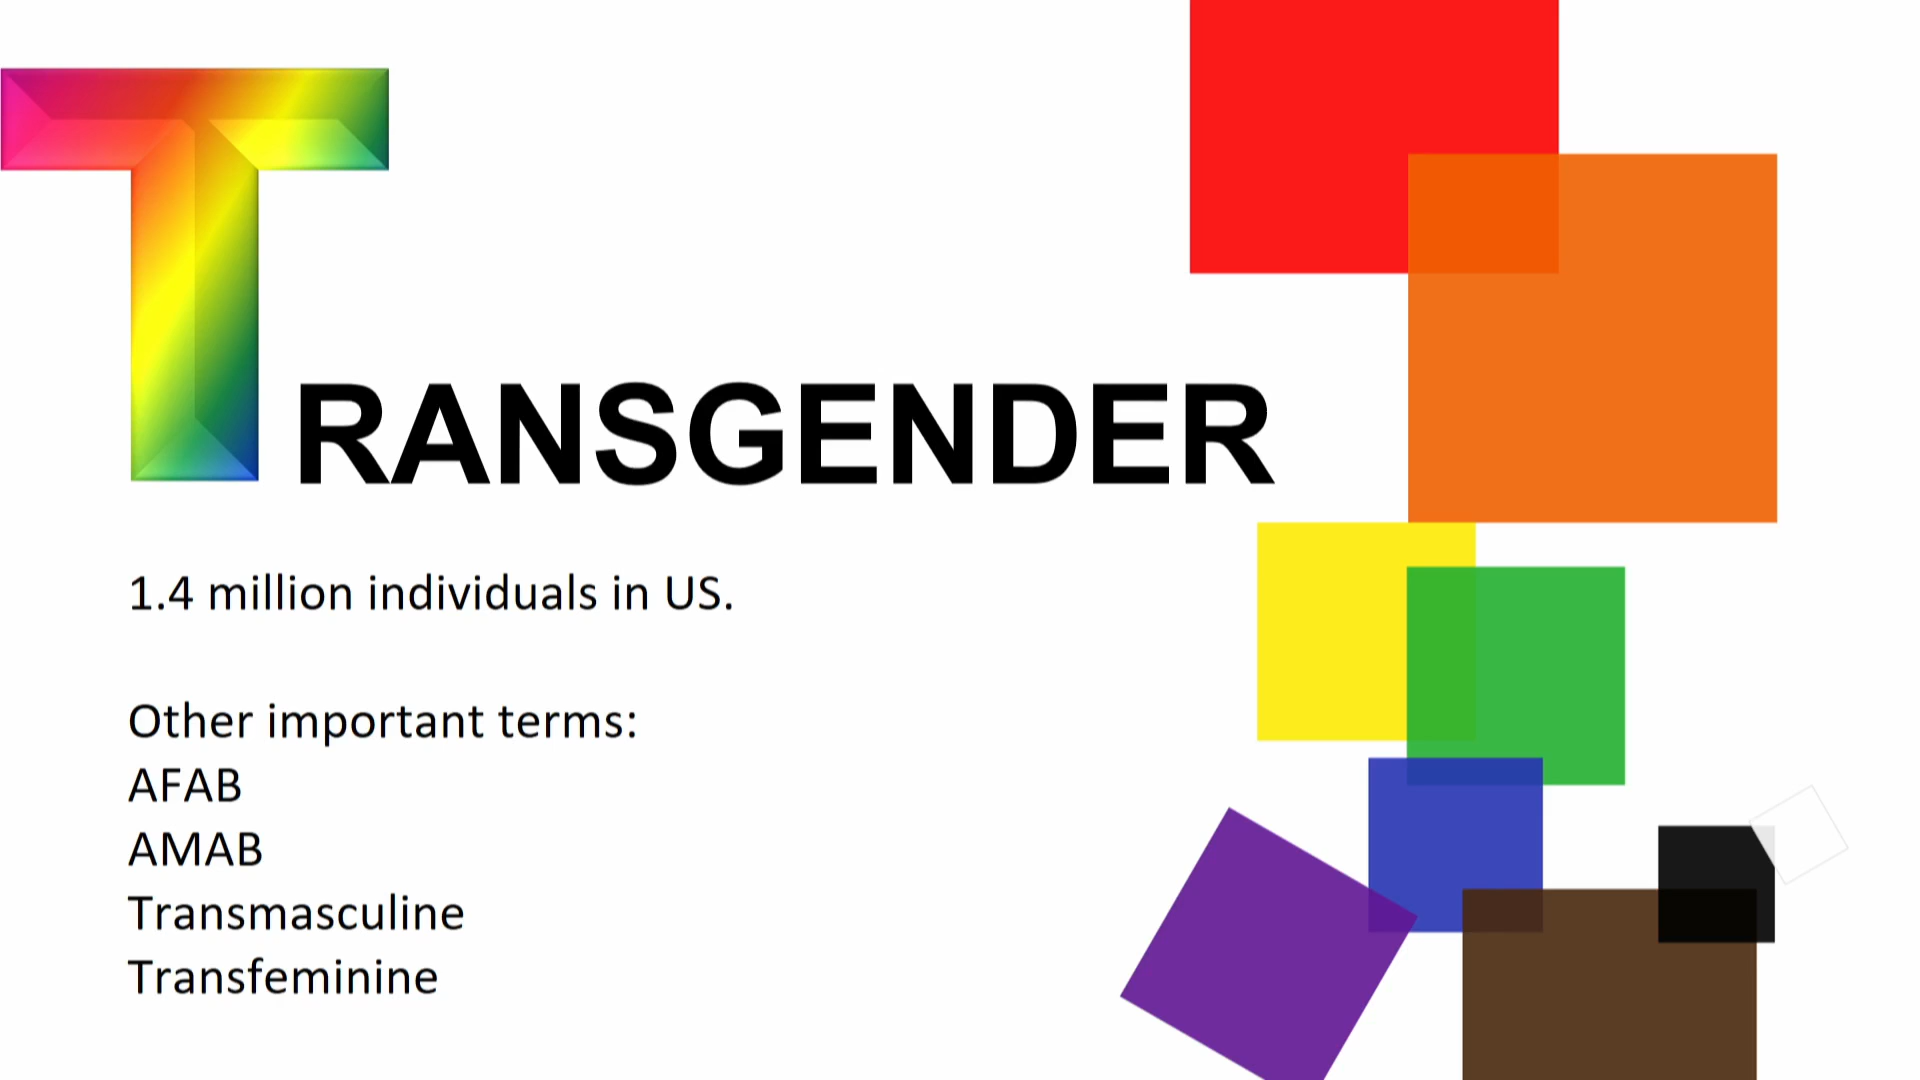 TRANSGENDER
1.4 million individuals in US.
Other important terms:
AFAB
AMAB
Transmasculine
Transfeminine